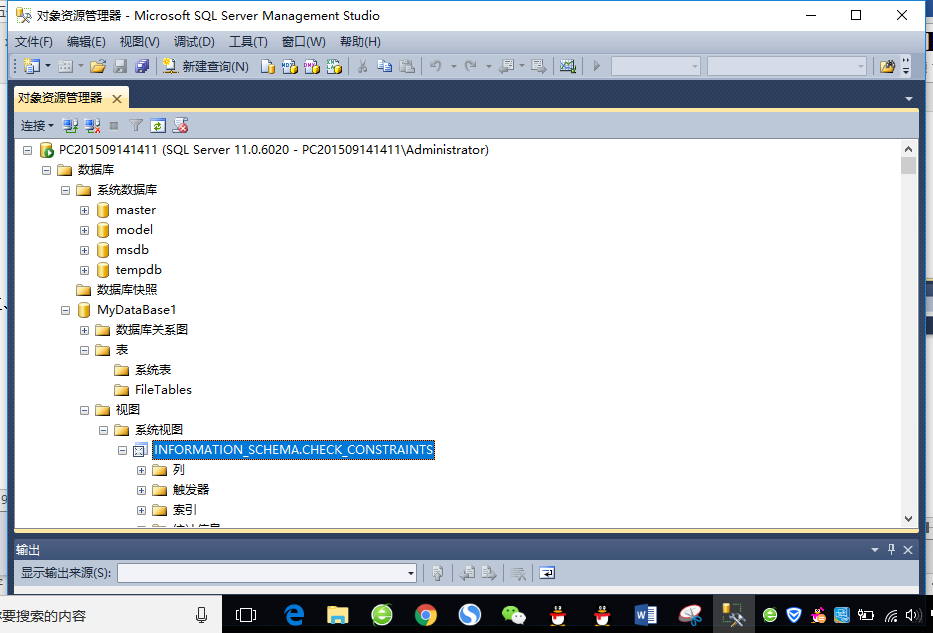 对象资源管理器 - Microsoft SQL Server Management Studio
文件(F) 编辑(E) 视图(V) 调试(D) 工具(T) 窗口(W) 帮助(H)
新建查询(N)
对象资源管理器
连接
PC201509141411 (SQL Server 11.0.6020 - PC201509141411\Administrator)
数据库
系统数据库
master
model
msdb
tempdb
数据库快照
MyDataBase1
数据库关系图
表
系统表
FileTables
视图
系统视图
INFORMATION_SCHEMA.CHECK_CONSTRAINTS
列
触发器
索引
统计信息
输出
显示输出来源(S):
要搜索的内容